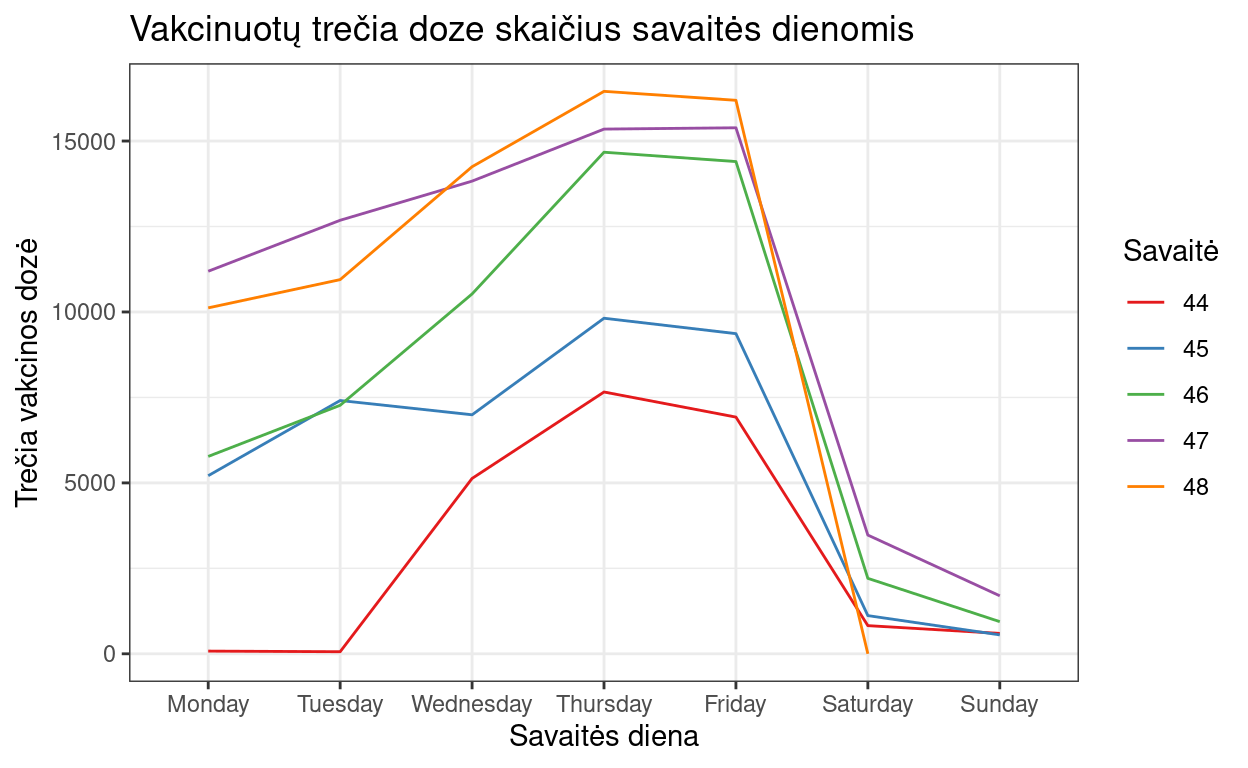 Vakcinuotų trečia doze skaičius savaitės dienomis
Trečia vakcinos dozė
15000
10000
5000
0
Monday Tuesday Wednesday Thursday Friday Saturday Sunday
Savaitės diena
Savaitė
44
45
46
47
48